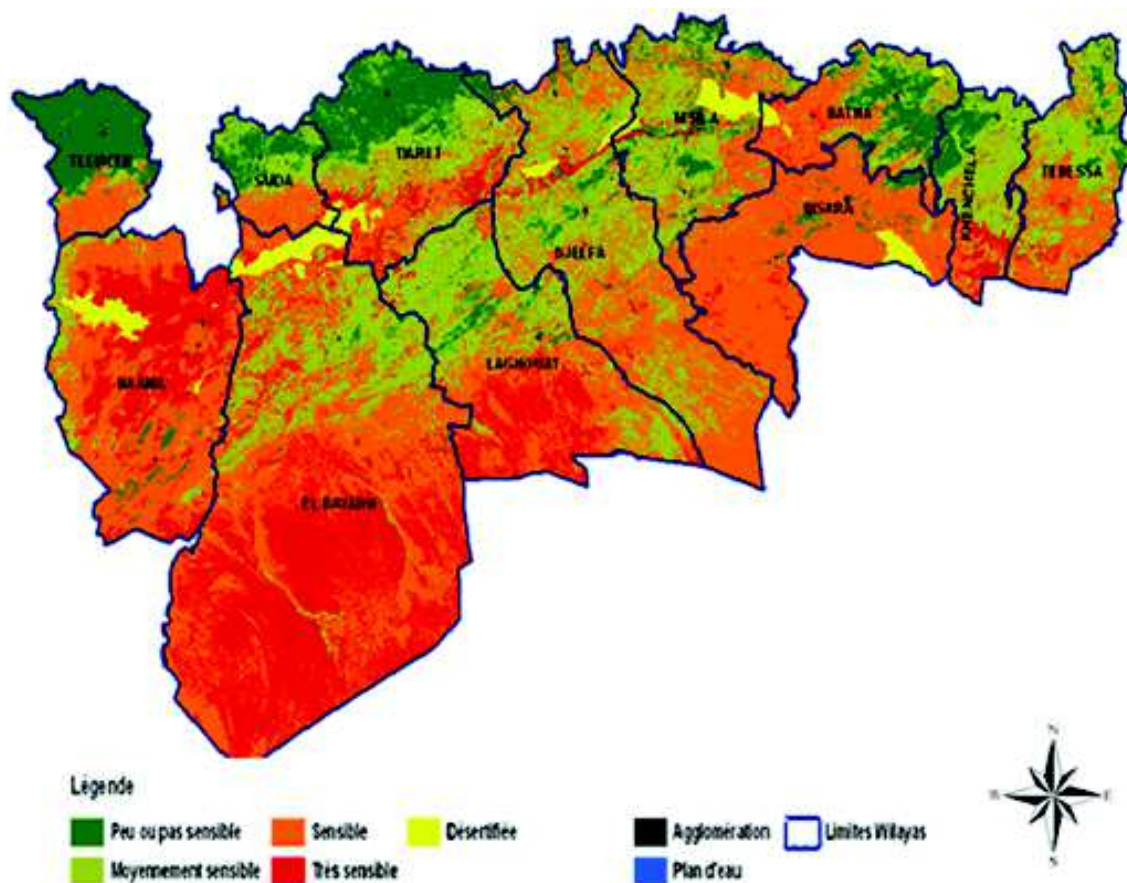 TLEMCEN
SAIDA
TIARET
M'SILA
BATNA
KHENCHELA
TEBESSA
BISKRA
DJELFA
NAAMA
LAGHOUAT
EL BAYADH
N
W E
S
Légende
Peu ou pas sensible Sensible Désertifiée Agglomération Limites Wilayas
Moyennement sensible Très sensible Plan d'eau